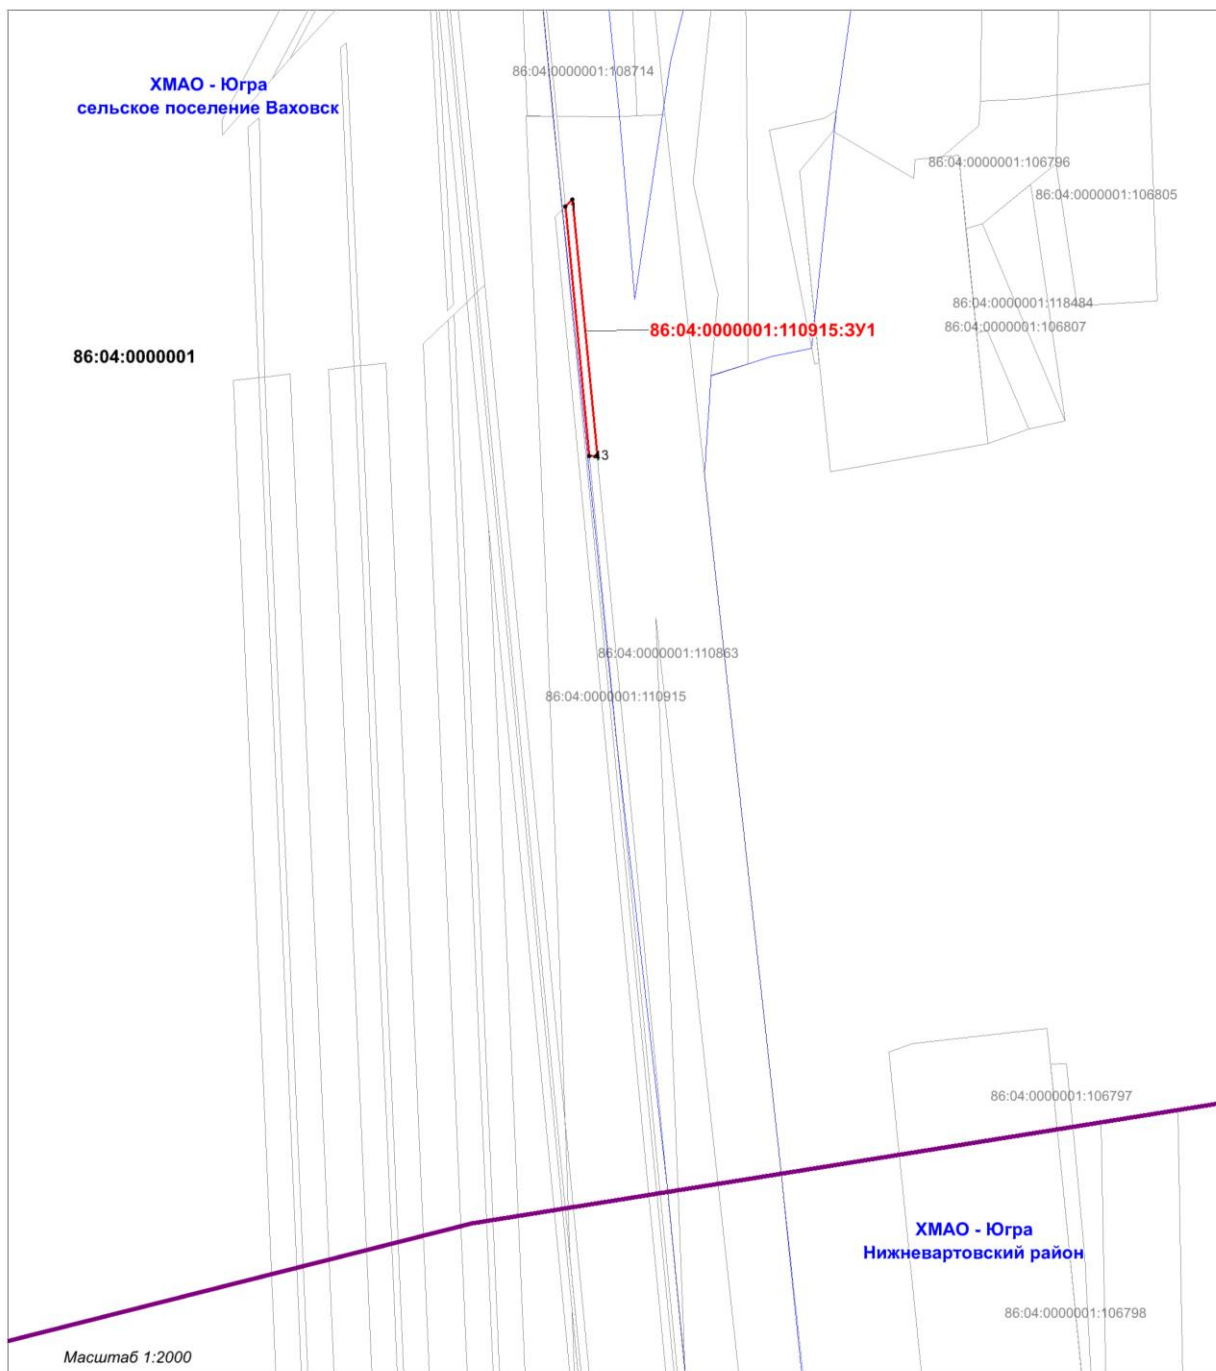 86:04:0000001:108714
ХМАО - Югра
сельское поселение Ваховск
86:04:0000001:106796
86:04:0000001:106805
86:04:0000001:118484
86:04:0000001:106807
86:04:0000001:110915:ЗУ1
86:04:0000001
43
86:04:0000001:110863
86:04:0000001:110915
86:04:0000001:106797
ХМАО - Югра
Нижневартовский район
86:04:0000001:106798
Масштаб 1:2000